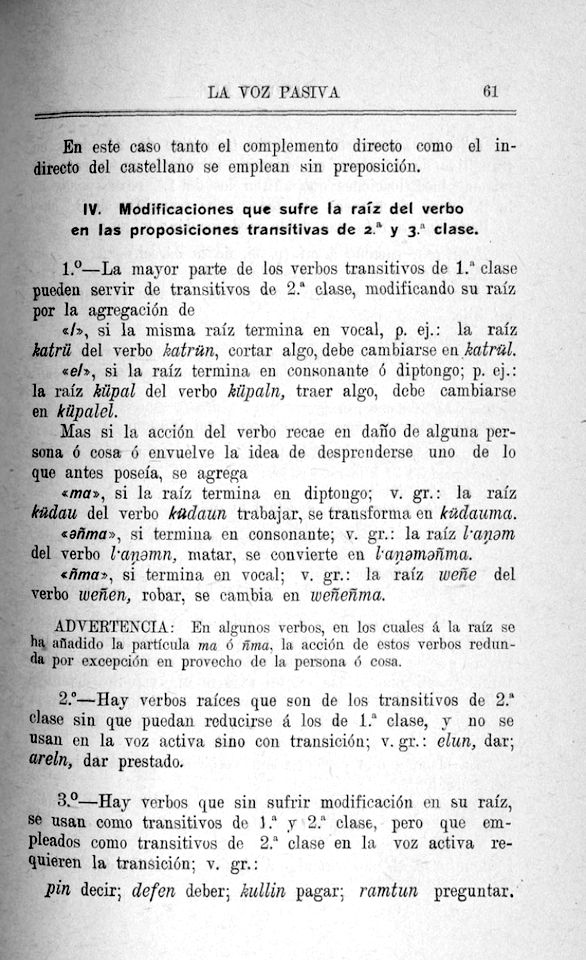 LA VOZ PASIVA 61
En este caso tanto el complemento directo como el in-
directo del castellano se emplean sin preposición.
IV. Modificaciones que sufre la raíz del verbo
en las proposiciones transitivas de 2.ª y 3.ª clase.
1.º—La mayor parte de los verbos transitivos de 1.ª clase
pueden servir de transitivos de 2.ª clase, modificando su raíz
por la agregación de
«l», si la misma raíz termina en vocal, p. ej.: la raíz
katrü del verbo katrün, cortar algo, debe cambiarse en katrül.
«el», si la raíz termina en consonante ó diptongo; p. ej.:
la raíz küpal del verbo küpaln, traer algo, debe cambiarse
en küpalel.
Mas si la acción del verbo recae en daño de alguna per-
sona ó cosa ó envuelve la idea de desprenderse uno de lo
que antes poseía, se agrega
«ma», si la raíz termina en diptongo; v. gr.: la raíz
küdau del verbo küdaun trabajar, se transforma en küdauma.
«əñma», si termina en consonante; v. gr.: la raíz l·aŋəm
del verbo l·aŋəmn, matar, se convierte en l·aŋəməñma.
«ñma», si termina en vocal; v. gr.: la raíz weñe del
verbo weñen, robar, se cambia en weñeñma.
ADVERTENCIA: En algunos verbos, en los cuales á la raíz se
ha añadido la partícula ma ó ñma, la acción de estos verbos redun-
da por excepción en provecho de la persona ó cosa.
2.º—Hay verbos raíces que son de los transitivos de 2.ª
clase sin que puedan reducirse á los de 1.ª clase, y no se
usan en la voz activa sino con transición; v. gr.: elun, dar;
areln, dar prestado.
3.º—Hay verbos que sin sufrir modificación en su raíz,
se usan como transitivos de 1.ª y 2.ª clase, pero que em-
pleados como transitivos de 2.ª clase en la voz activa re-
quieren la transición; v. gr.:
pin decir; defen deber; kullin pagar; ramtun preguntar.